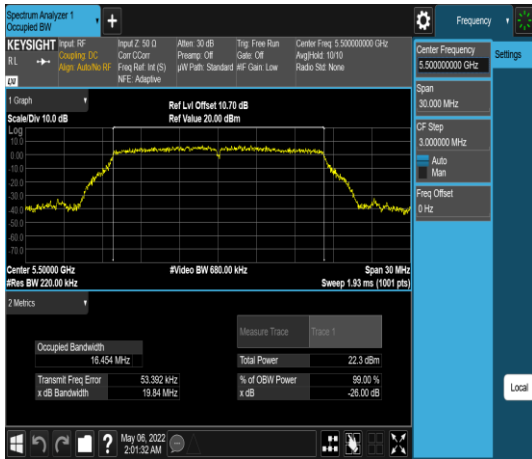 Spectrum Analyzer 1
Occupied BW
+
Frequency
KEYSIGHT
Input: RF
Input Z: 50 Ω
Atten: 30 dB
Trig: Free Run
Center Freq: 5.500000000 GHz
RL
Coupling: DC
Corr CCorr
Preamp: Off
Gate: Off
Avg|Hold: 10/10
Align: Auto/No RF
Freq Ref: Int (S)
µW Path: Standard
#IF Gain: Low
Radio Std: None
LXI
NFE: Adaptive
Center Frequency
5.500000000 GHz
Settings
Span
30.000 MHz
CF Step
3.000000 MHz
Auto
Man
Freq Offset
0 Hz
1 Graph
Ref Lvl Offset 10.70 dB
Scale/Div 10.0 dB
Ref Value 20.00 dBm
Log
10.0
0.00
-10.0
-20.0
-30.0
-40.0
-50.0
-60.0
-70.0
Center 5.50000 GHz
#Video BW 680.00 kHz
Span 30 MHz
#Res BW 220.00 kHz
Sweep 1.93 ms (1001 pts)
2 Metrics
Measure Trace
Trace 1
Occupied Bandwidth
16.454 MHz
Total Power
22.3 dBm
Transmit Freq Error
53.392 kHz
% of OBW Power
99.00 %
x dB Bandwidth
19.84 MHz
x dB
-26.00 dB
Local
?
May 06, 2022
2:01:32 AM